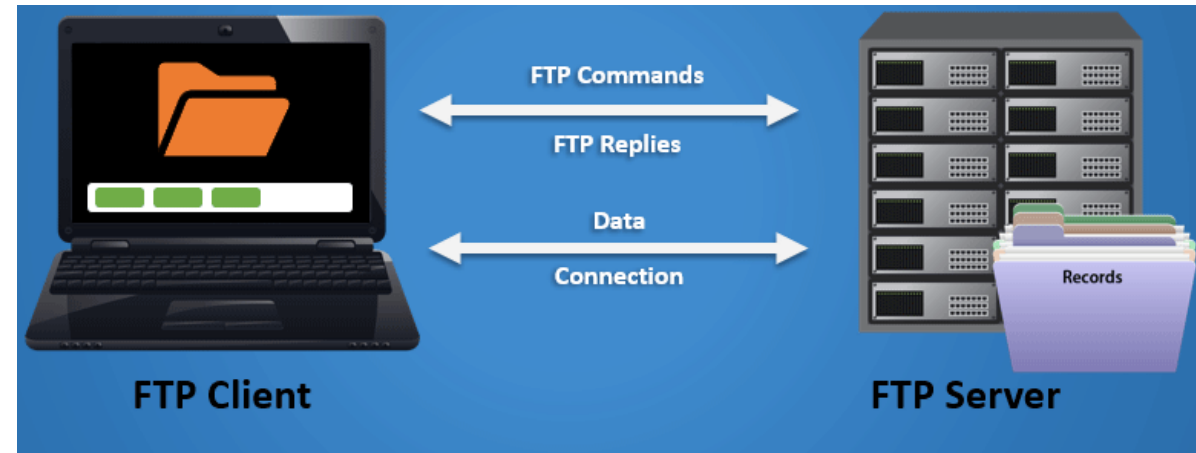 FTP Commands
FTP Replies
Data
Connection
Records
FTP Client
FTP Server